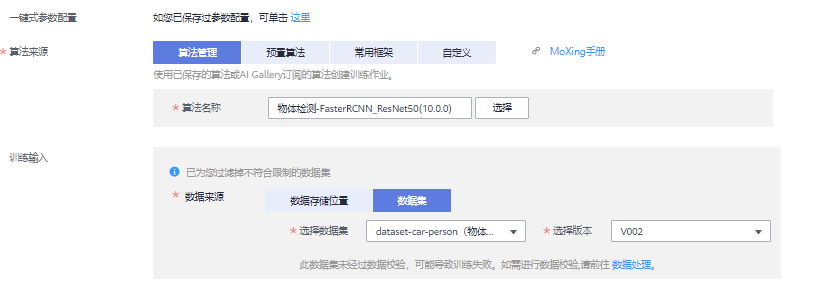 一键式参数配置 如您已保存过参数配置，可单击 这里
* 算法来源 算法管理 预置算法 常用框架 自定义 MoXing手册
使用已保存的算法或AI Gallery订阅的算法创建训练作业。
* 算法名称 物体检测-FasterRCNN_ResNet50(10.0.0) 选择
训练输入
已为您过滤掉不符合限制的数据集
* 数据来源 数据存储位置 数据集
* 选择数据集 dataset-car-person（物体... * 选择版本 V002
此数据集未经过数据校验，可能导致训练失败。如需进行数据校验,请前往 数据处理。